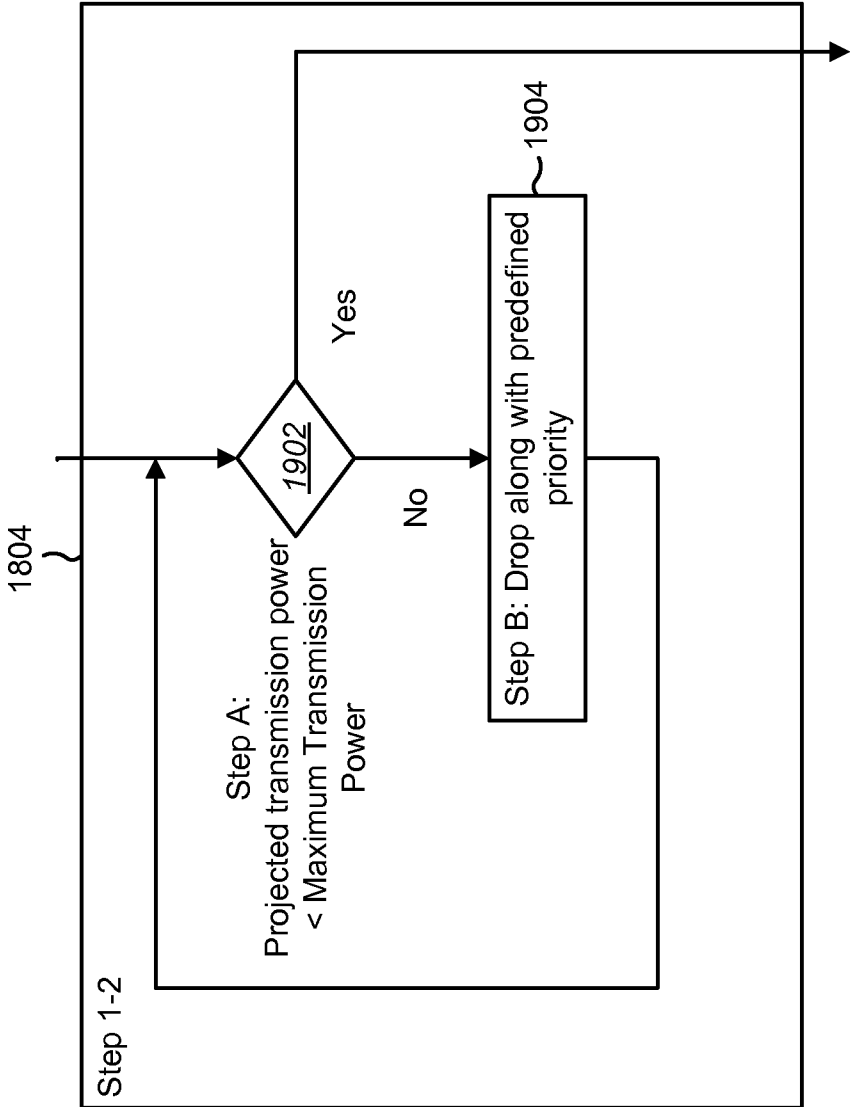 1804
Step 1-2
Step A:
Projected transmission power
< Maximum Transmission
Power
1902
Yes
No
Step B: Drop along with predefined
priority
1904